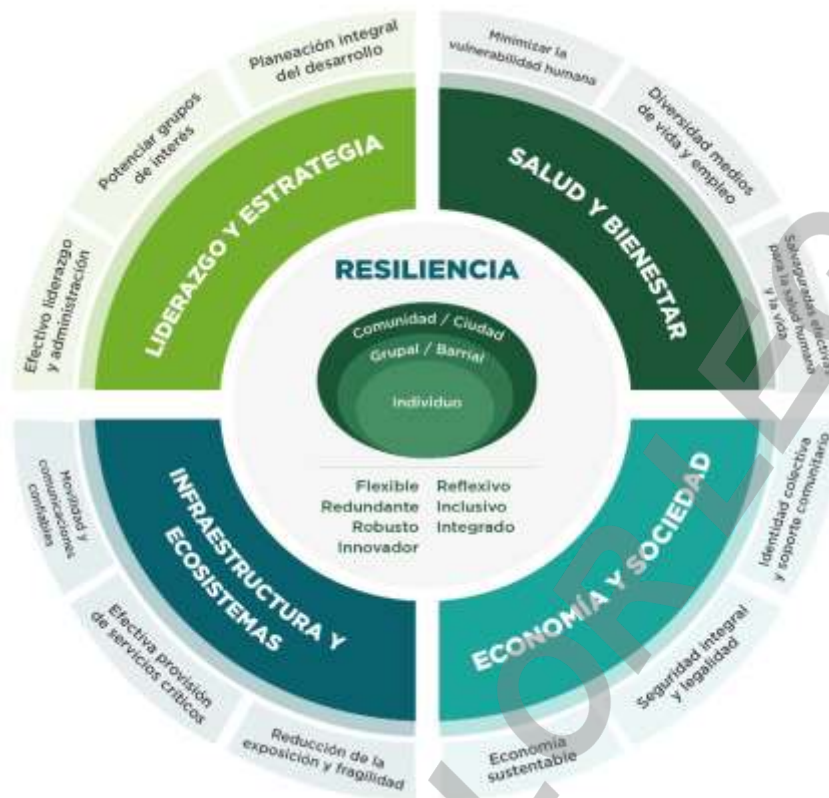 Planeación integral
del desarrollo
Potenciar grupos
de interés
Efectivo liderazgo
y administración
LIDERAZGO Y ESTRATEGIA
Minimizar la
vulnerabilidad humana
Diversidad medios
de vida y empleo
Salvaguradas efectivas
para la salud humana
y la vida
SALUD Y BIENESTAR
RESILIENCIA
Comunidad / Ciudad
Grupal / Barrial
Individuo
Flexible Reflexivo
Redundante Inclusivo
Robusto Integrado
Innovador
Movilidad y
comunicaciones
confiables
Efectiva provisión
de servicios críticos
Reducción de la
exposición y fragilidad
INFRAESTRUCTURA Y
ECOSISTEMAS
Identidad colectiva
y soporte comunitario
Seguridad integral
y legalidad
Economía
sustentable
ECONOMÍA Y SOCIEDAD